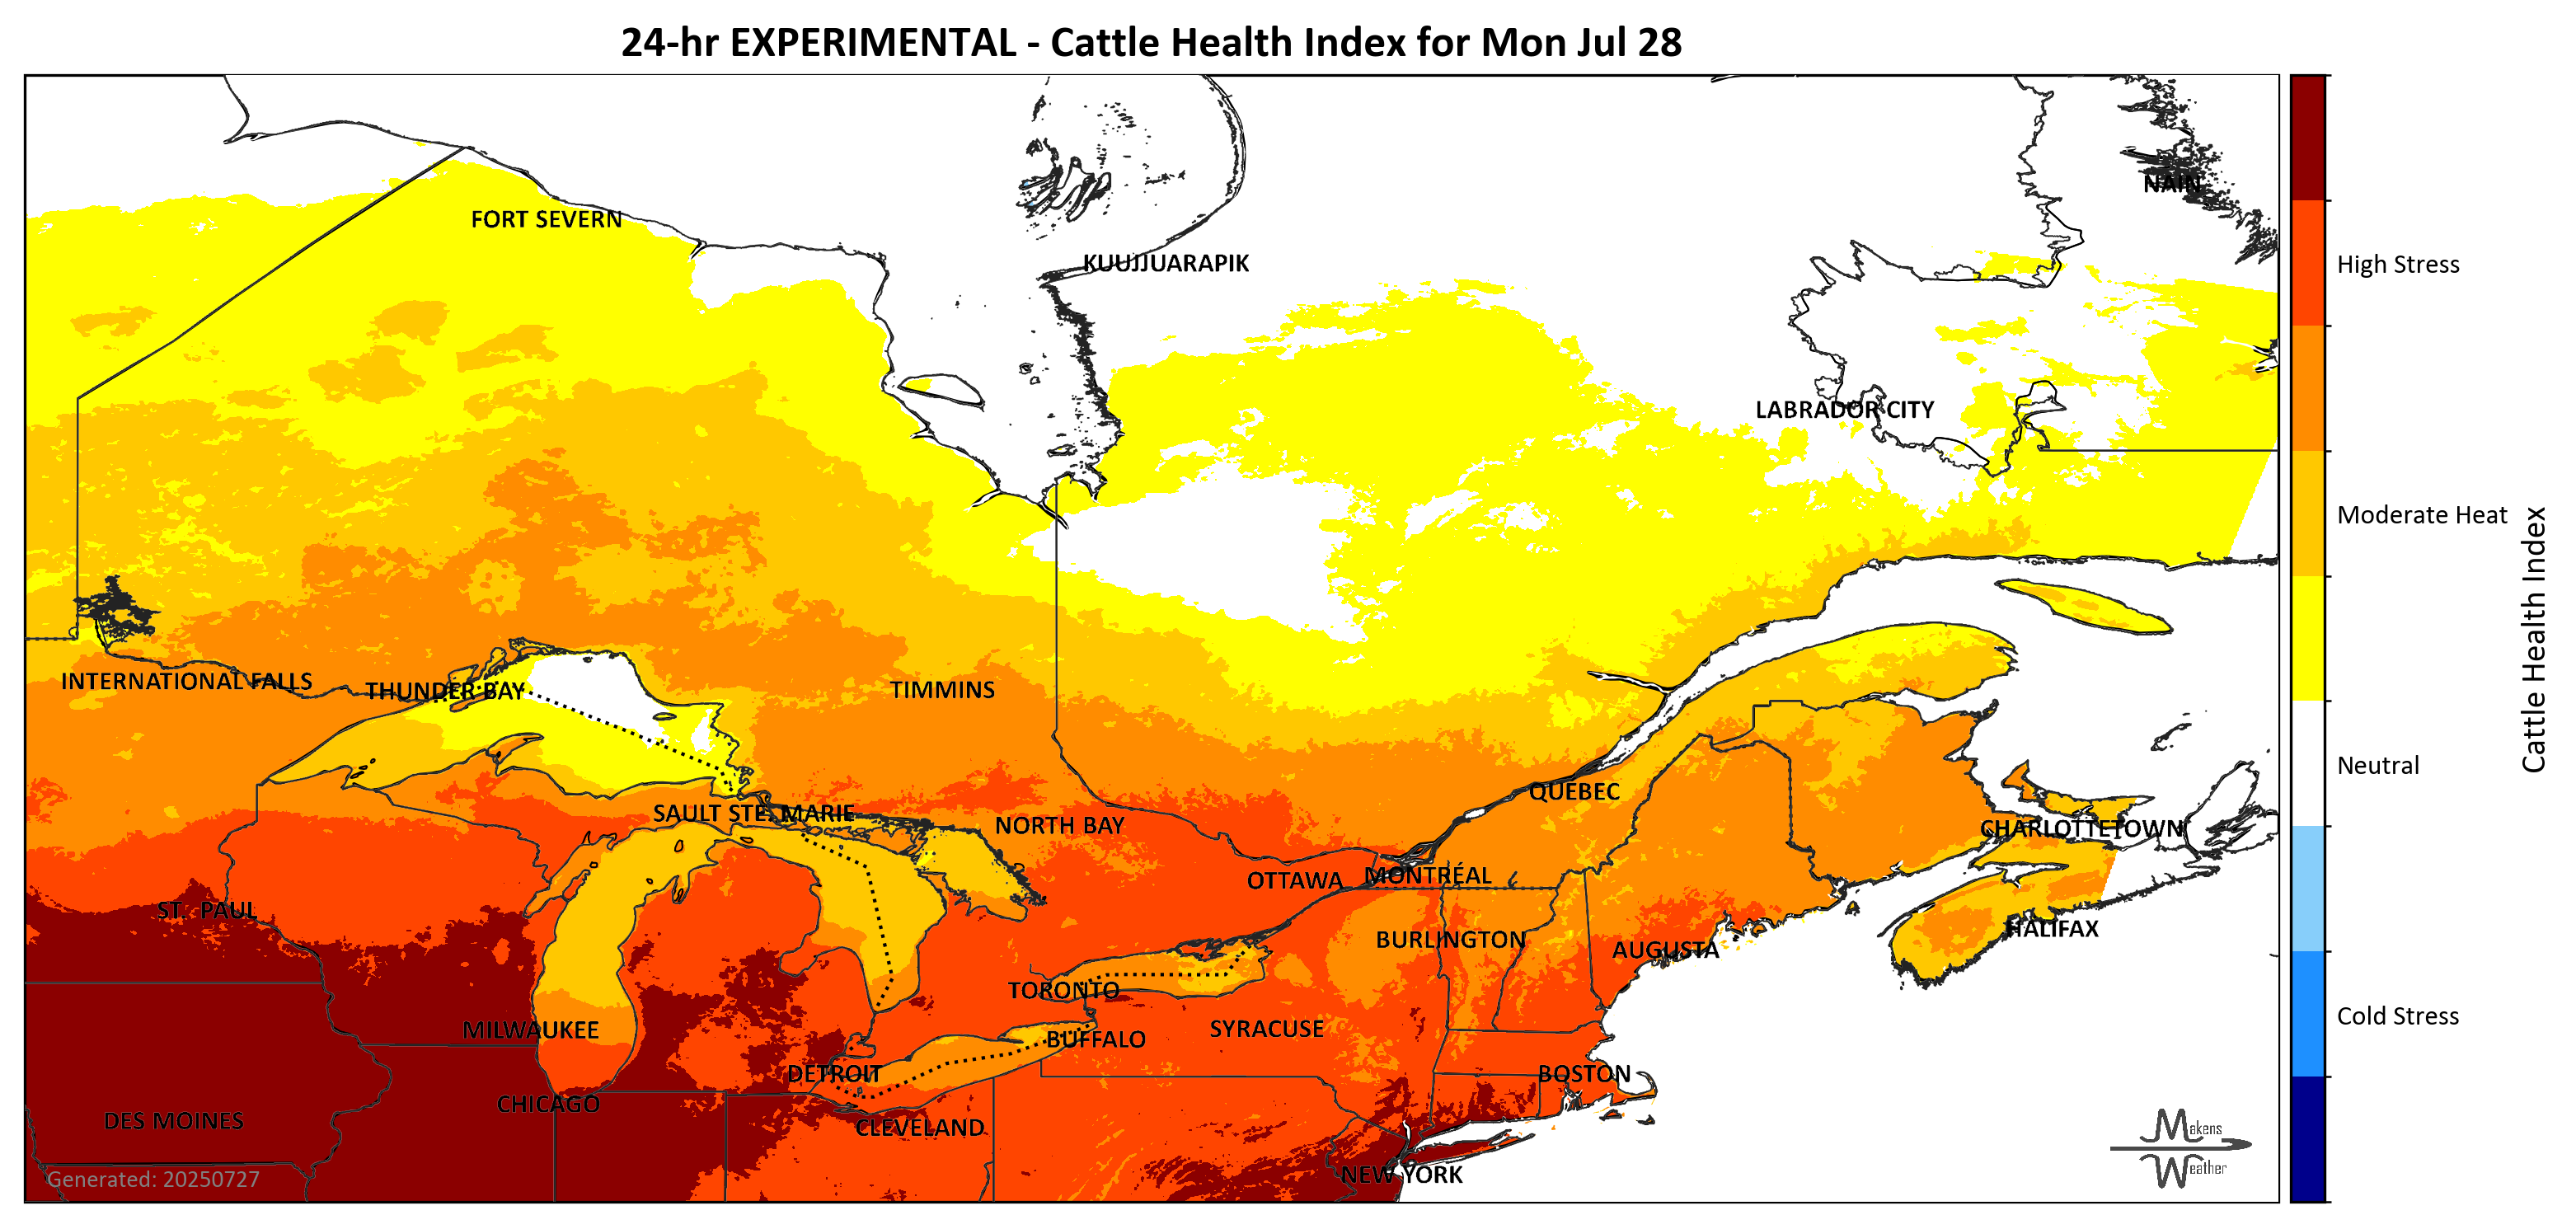 24-hr EXPERIMENTAL - Cattle Health Index for Mon Jul 28
NAIN
FORT SEVERN
KUUJJUARAPIK
High Stress
LABRADOR CITY
Moderate Heat
INTERNATIONAL FALLS
THUNDER BAY
TIMMINS
Cattle Health Index
Neutral
QUEBEC
SAULT STE. MARIE
NORTH BAY
CHARLOTTETOWN
OTTAWA
MONTRÉAL
ST. PAUL
HALIFAX
BURLINGTON
AUGUSTA
TORONTO
Cold Stress
MILWAUKEE
SYRACUSE
BUFFALO
DETROIT
BOSTON
CHICAGO
DES MOINES
CLEVELAND
Makens
Weather
NEW YORK
Generated: 20250727